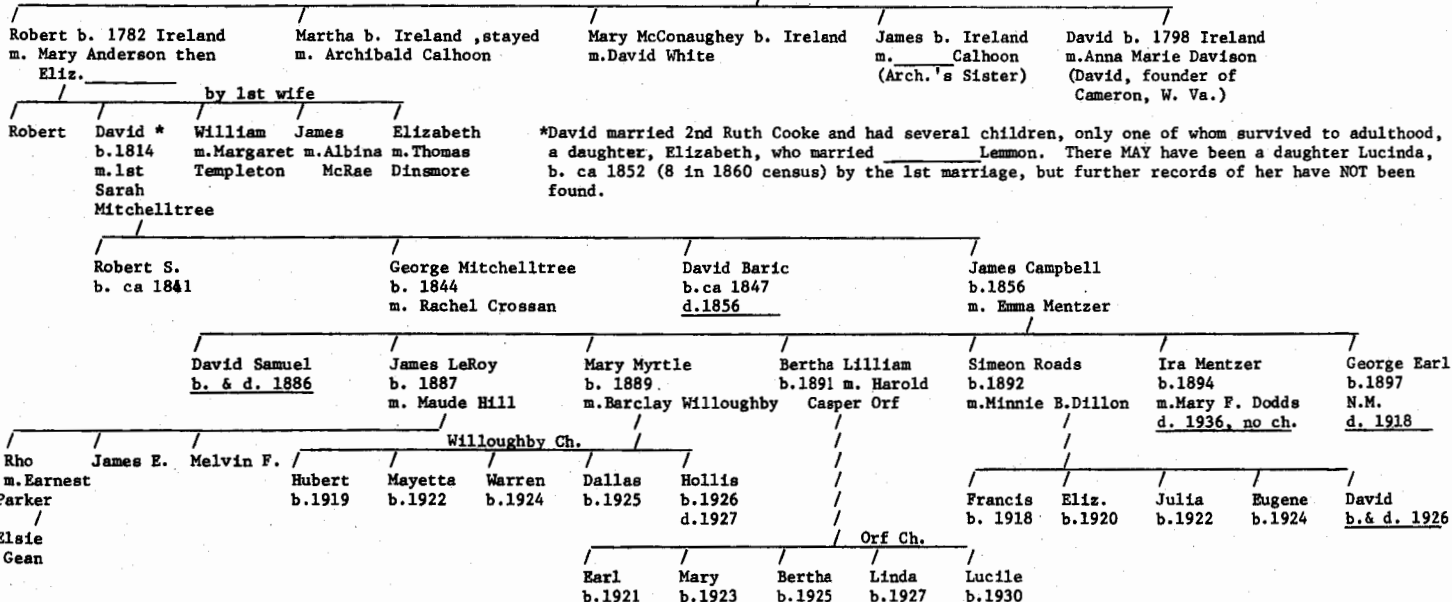 Robert b. 1782 Ireland Martha b. Ireland ,stayed Mary McConaughey b. Ireland James b. Ireland David b. 1798 Ireland
m. Mary Anderson then m. Archibald Calhoon m.David White m.______Calhoon m.Anna Marie Davison
Eliz.__________ (Arch.'s Sister) (David, founder of
by 1st wife Cameron, W. Va.)
Robert David * William James Elizabeth *David married 2nd Ruth Cooke and had several children, only one of whom survived to adulthood,
b.1814 m.Margaret m.Albina m.Thomas a daughter, Elizabeth, who married ________Lemmon. There MAY have been a daughter Lucinda,
m.1st Templeton McRae Dinsmore b. ca 1852 (8 in 1860 census) by the 1st marriage, but further records of her have NOT been
Sarah found.
Mitchelltree
Robert S. George Mitchelltree David Baric James Campbell
b. ca 1841 b. 1844 b.ca 1847 b.1856
m. Rachel Crossan d.1856 m. Emma Mentzer
David Samuel James LeRoy Mary Myrtle Bertha Lilliam Simeon Roads Ira Mentzer George Earl
b. & d. 1886 b. 1887 b. 1889. b.1891 m. Harold b.1892 b.1894 b.1897
m. Maude Hill m.Barclay Willoughby Casper Orf m.Minnie B.Dillon m.Mary F. Dodds N.M.
d. 1936, no ch. d. 1918
Willoughby Ch.
Rho James E. Melvin F.
m.Earnest Hubert Mayetta Warren Dallas Hollis Francis Eliz. Julia Eugene David
Parker b.1919 b.1922 b.1924 b.1925 b.1926 b. 1918 b.1920 b.1922 b.1924 b.& d. 1926
d.1927
Elsie Orf Ch.
Gean
Earl Mary Bertha Linda Lucile
b.1921 b.1923 b.1925 b.1927 b.1930